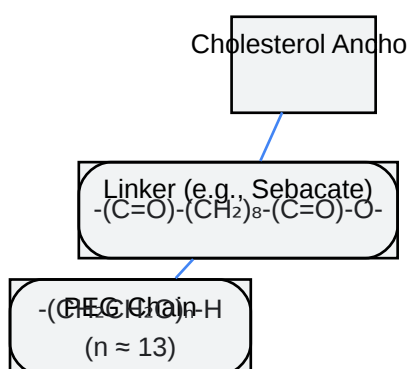 Cholesterol Ancho
Linker (e.g., Sebacate)
-(C=O)-(CH₂)₈-(C=O)-O-
PEG Chain
-(CH₂CH₂O)ₙ-H
(n ≈ 13)